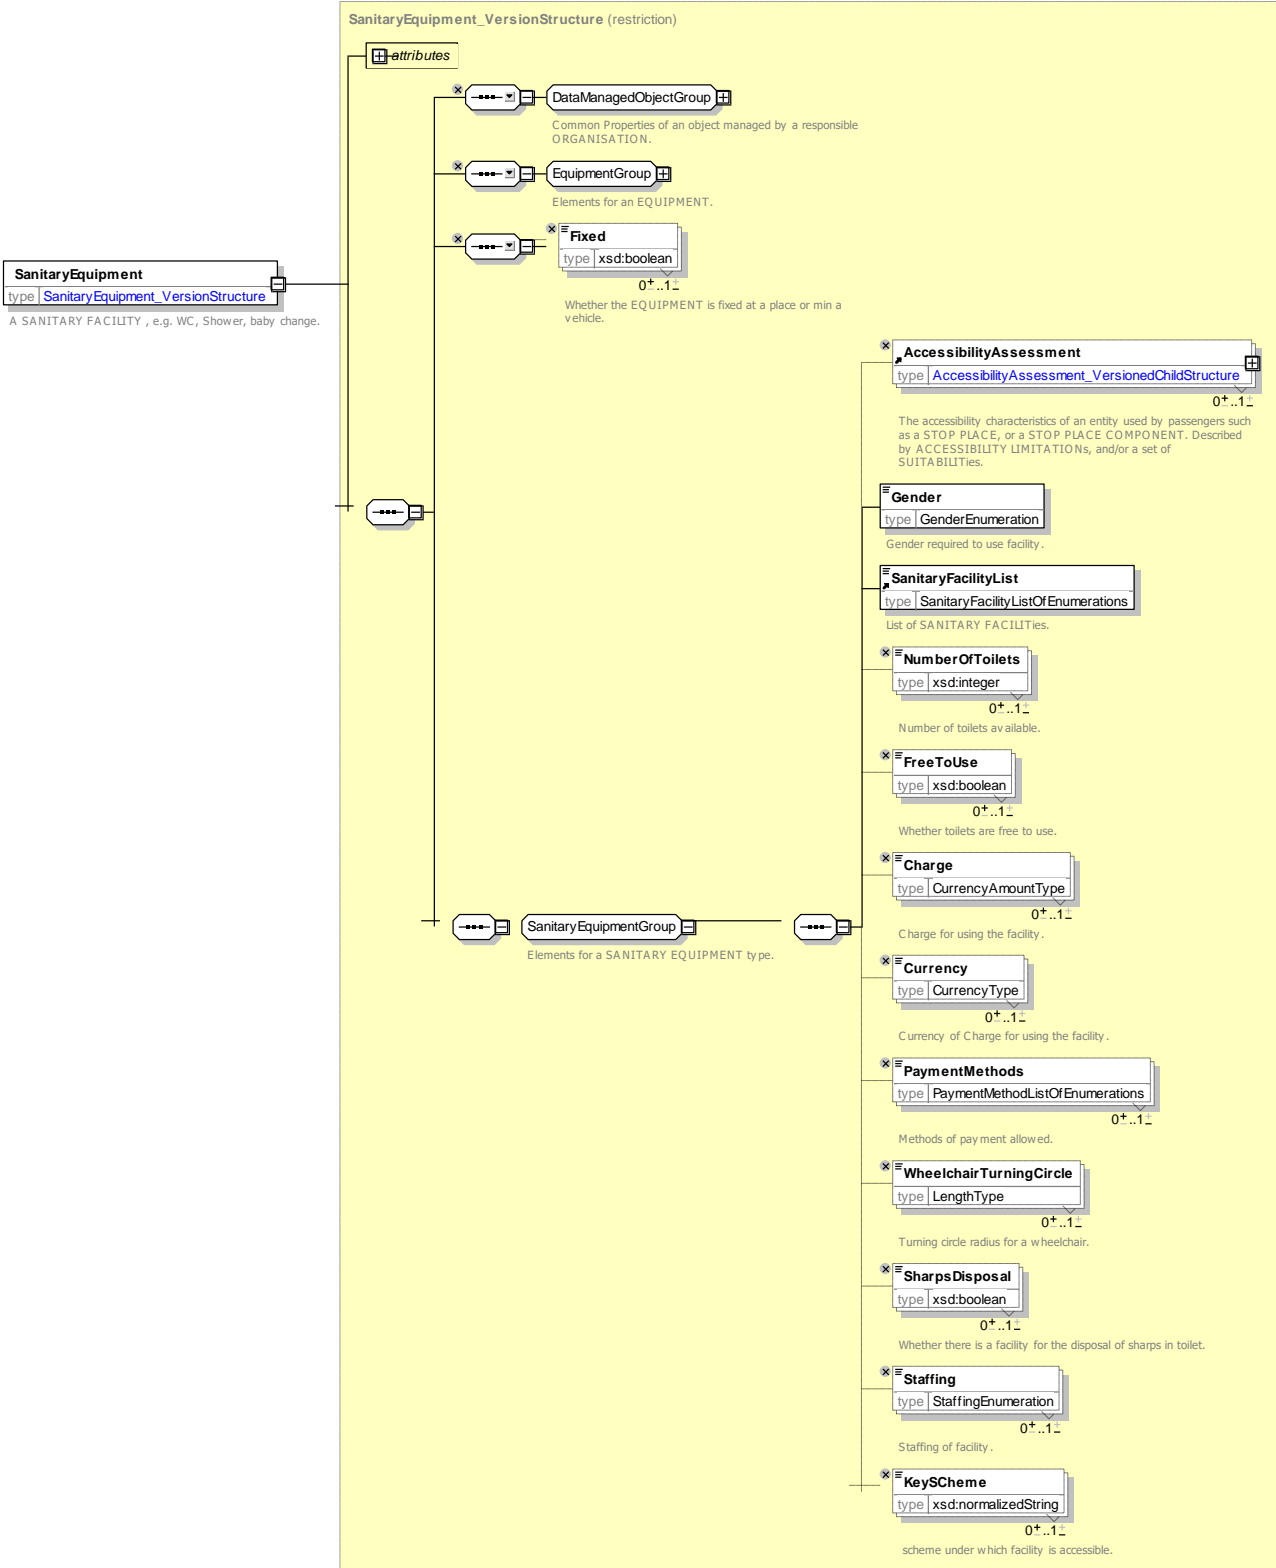 SanitaryEquipment_VersionStructure (restriction)
attributes
DataManagedObjectGroup
Common Properties of an object managed by a responsible
ORGANISATION.
EquipmentGroup
Elements for an EQUIPMENT.
Fixed
type xsd:boolean
0..1
Whether the EQUIPMENT is fixed at a place or min a
vehicle.
SanitaryEquipment
type SanitaryEquipment_VersionStructure
A SANITARY FACILITY , e.g. WC, Shower, baby change.
AccessibilityAssessment
type AccessibilityAssessment_VersionedChildStructure
0..1
The accessibility characteristics of an entity used by passengers such
as a STOP PLACE, or a STOP PLACE COMPONENT. Described
by ACCESSIBILITY LIMITATIONs, and/or a set of
SUITABILITies.
Gender
type GenderEnumeration
Gender required to use facility.
SanitaryFacilityList
type SanitaryFacilityListOfEnumerations
List of SANITARY FACILITies.
NumberOfToilets
type xsd:integer
0..1
Number of toilets available.
FreeToUse
type xsd:boolean
0..1
Whether toilets are free to use.
Charge
type CurrencyAmountType
0..1
Charge for using the facility.
SanitaryEquipmentGroup
Elements for a SANITARY EQUIPMENT type.
Currency
type CurrencyType
0..1
Currency of Charge for using the facility.
PaymentMethods
type PaymentMethodListOfEnumerations
0..1
Methods of payment allowed.
WheelchairTurningCircle
type LengthType
0..1
Turning circle radius for a wheelchair.
SharpsDisposal
type xsd:boolean
0..1
Whether there is a facility for the disposal of sharps in toilet.
Staffing
type StaffingEnumeration
0..1
Staffing of facility.
KeySCheme
type xsd:normalizedString
0..1
scheme under which facility is accessible.